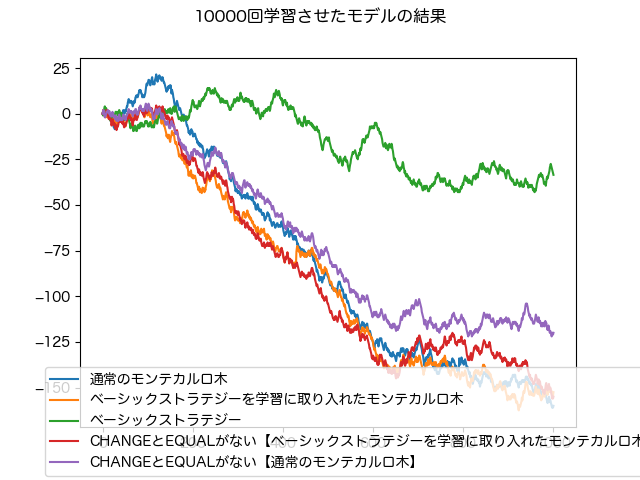 10000回学習させたモデルの結果
25
0
−25
−50
−75
−100
−125
−150
通常のモンテカルロ木
ベーシックストラテジーを学習に取り入れたモンテカルロ木
ベーシックストラテジー
CHANGEとEQUALがない【ベーシックストラテジーを学習に取り入れたモンテカルロ木
CHANGEとEQUALがない【通常のモンテカルロ木】